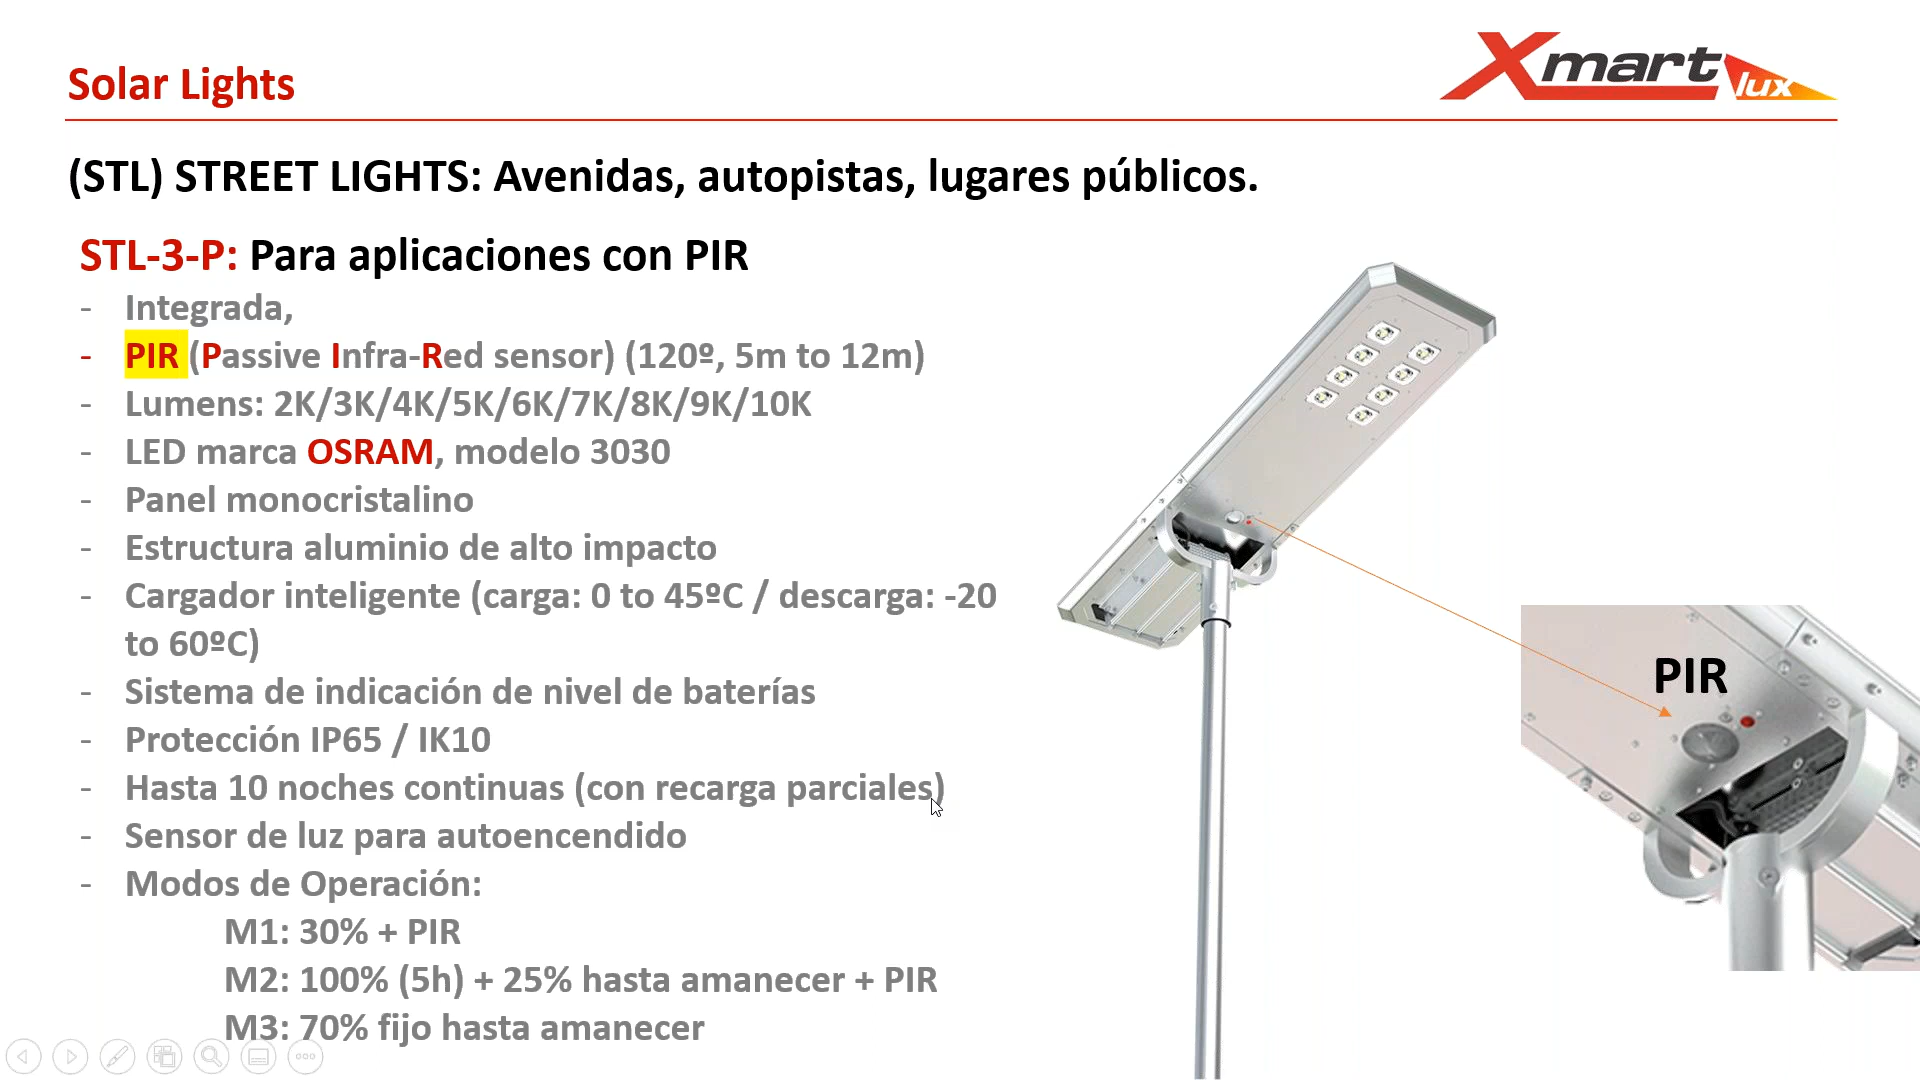 Solar Lights
Xmart lux
(STL) STREET LIGHTS: Avenidas, autopistas, lugares públicos.
STL-3-P: Para aplicaciones con PIR
- Integrada,
- PIR (Passive Infra-Red sensor) (120º, 5m to 12m)
- Lumens: 2K/3K/4K/5K/6K/7K/8K/9K/10K
- LED marca OSRAM, modelo 3030
- Panel monocristalino
- Estructura aluminio de alto impacto
- Cargador inteligente (carga: 0 to 45ºC / descarga: -20
to 60ºC)
- Sistema de indicación de nivel de baterías
- Protección IP65 / IK10
- Hasta 10 noches continuas (con recarga parciales)
- Sensor de luz para autoencendido
- Modos de Operación:
M1: 30% + PIR
M2: 100% (5h) + 25% hasta amanecer + PIR
M3: 70% fijo hasta amanecer
PIR